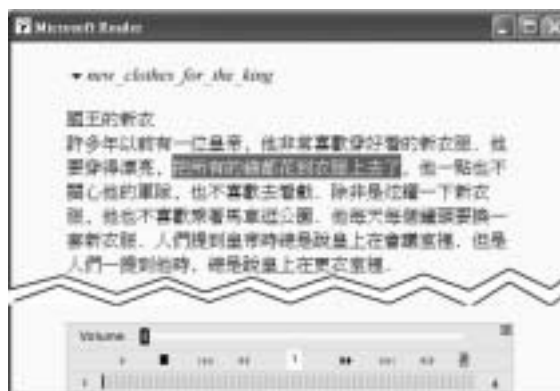 Microsoft Reader
new_clothes_for_the_king
國王的新衣
許多年以前有一位皇帝，他非常喜歡穿好看的新衣服．他
要穿得漂亮，把所有的錢都花到衣服上去了．他一點也不
關心他的軍隊，也不喜歡去看戲．除非是炫耀一下新衣
服，他也不喜歡乘著馬車逛公園．他每天每個鐘頭要換一
套新衣服．人們提到皇帝時總是說皇上在會議室裡．但是
人們一提到他時，總是說皇上在更衣室裡．
Volume
1